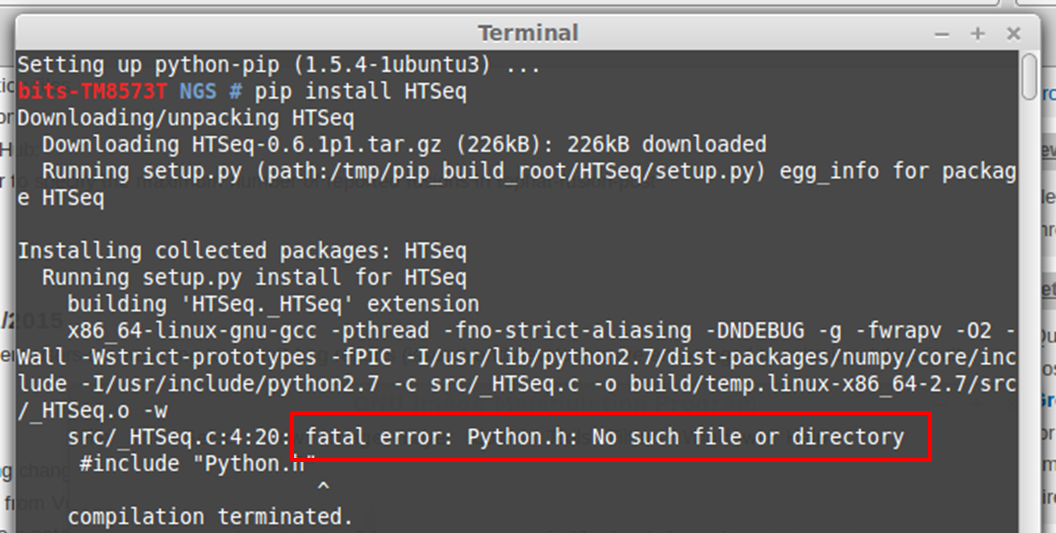 Terminal
Setting up python-pip (1.5.4-1ubuntu3) ...
bits-TM8573T NGS # pip install HTSeq
Downloading/unpacking HTSeq
Downloading HTSeq-0.6.1p1.tar.gz (226kB): 226kB downloaded
Running setup.py (path:/tmp/pip_build_root/HTSeq/setup.py) egg_info for packag
e HTSeq
Installing collected packages: HTSeq
Running setup.py install for HTSeq
building 'HTSeq._HTSeq' extension
x86_64-linux-gnu-gcc -pthread -fno-strict-aliasing -DNDEBUG -g -fwrapv -O2 -
Wall -Wstrict-prototypes -fPIC -I/usr/lib/python2.7/dist-packages/numpy/core/inc
lude -I/usr/include/python2.7 -c src/_HTSeq.c -o build/temp.linux-x86_64-2.7/src
/_HTSeq.o -w
src/_HTSeq.c:4:20: fatal error: Python.h: No such file or directory
#include "Python.h"
^
compilation terminated.